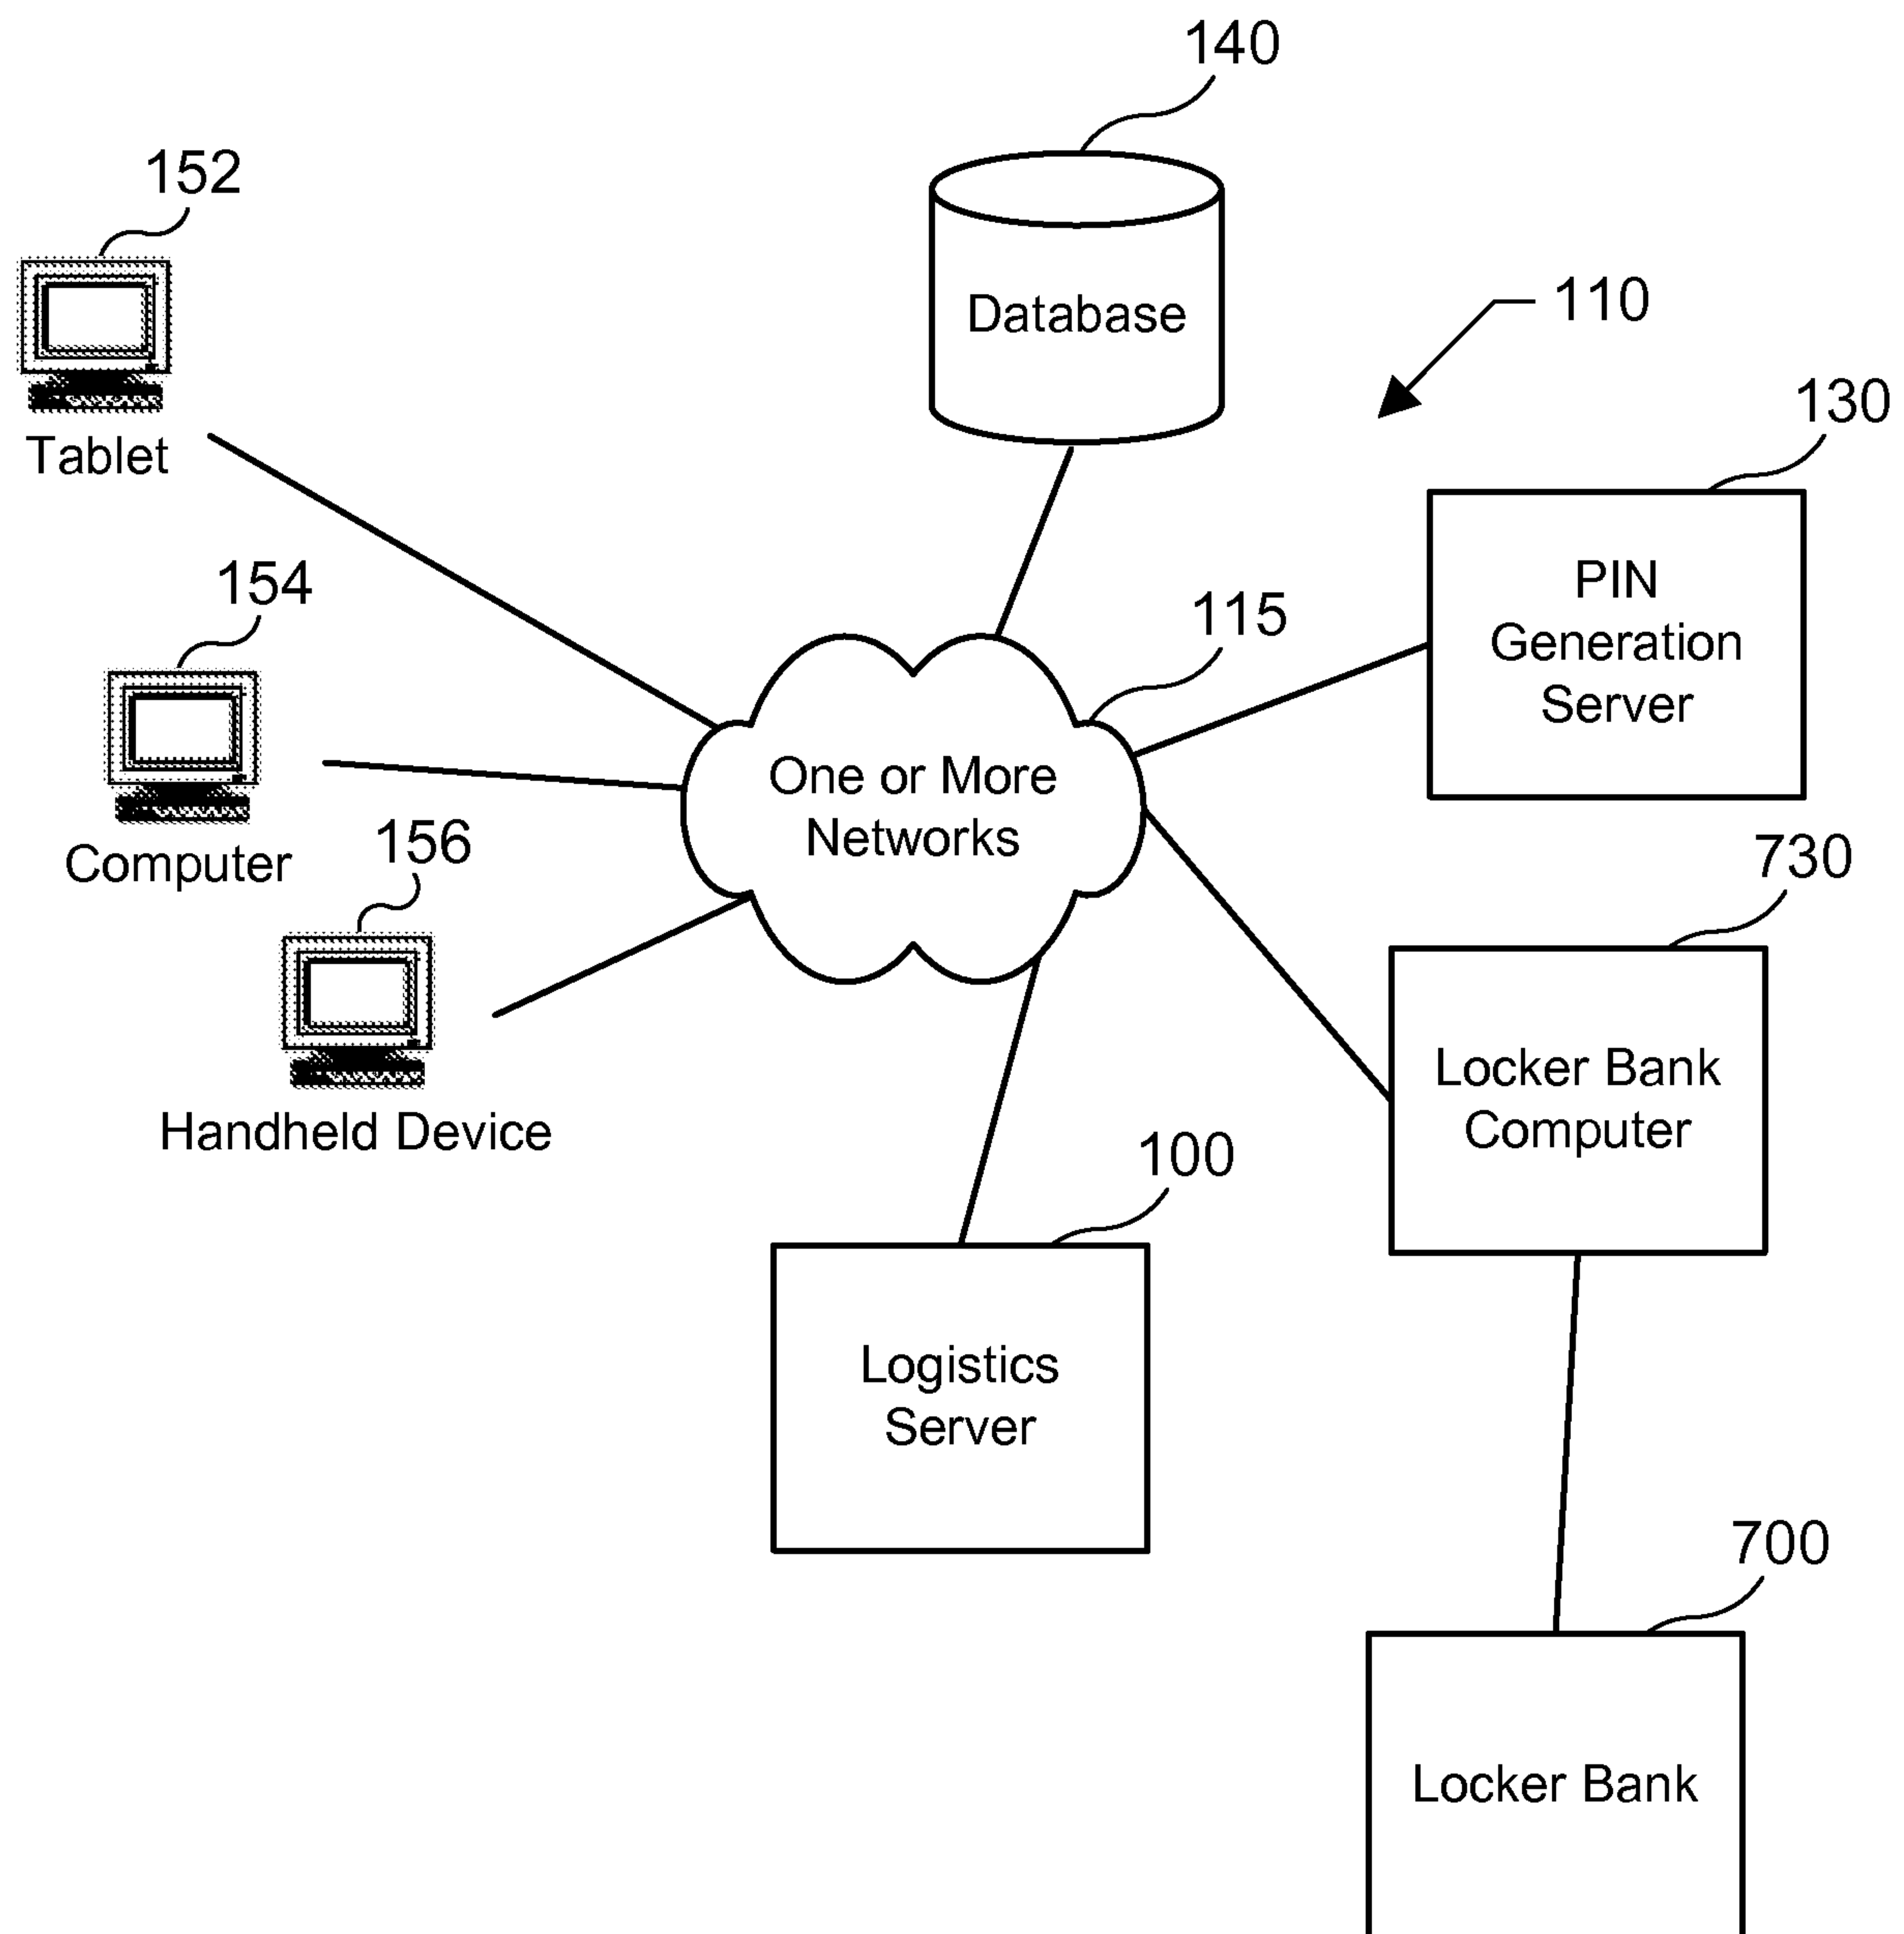 140
152
Database
110
Tablet
130
PIN
Generation
Server
154
115
Computer
One or More
Networks
156
730
Handheld Device
Locker Bank
Computer
100
Logistics
Server
700
Locker Bank